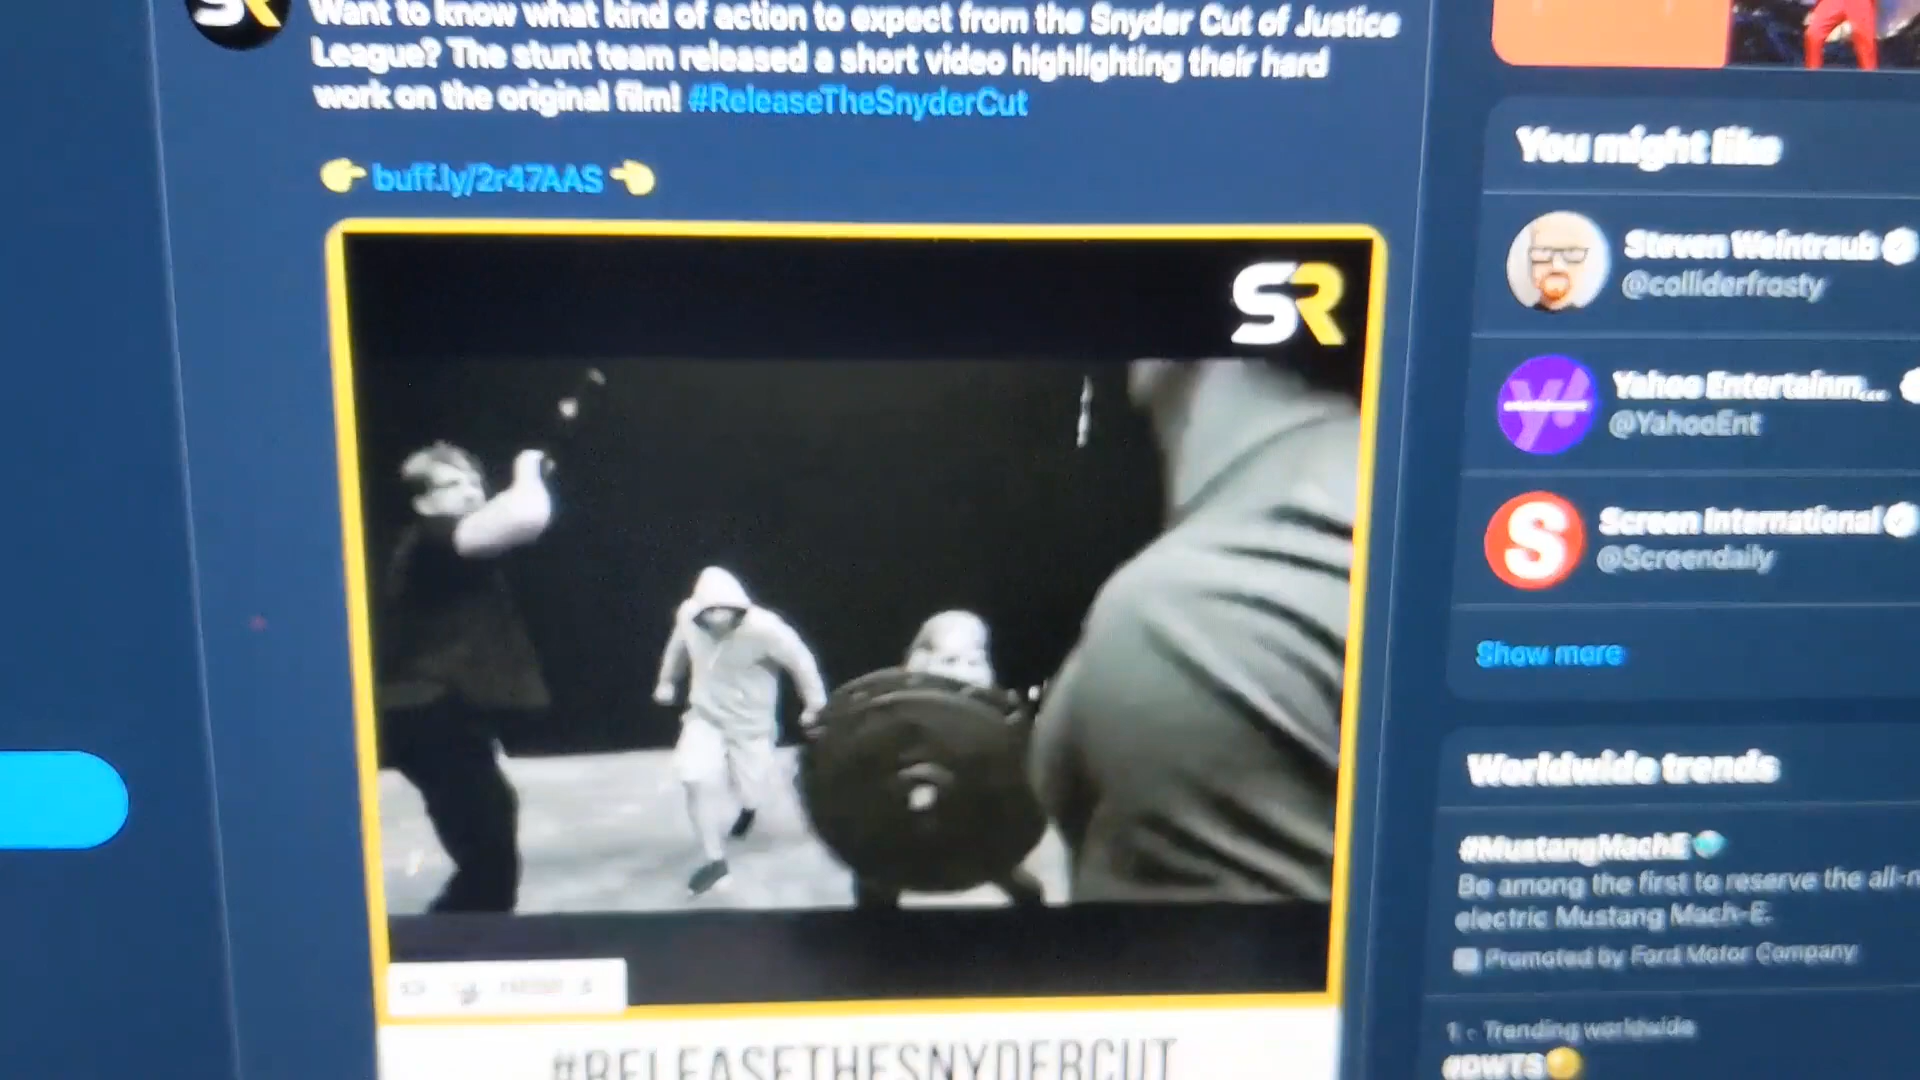 SR
Want to know what kind of action to expect from the Snyder Cut of Justice
League? The stunt team released a short video highlighting their hard
work on the original film! #ReleaseTheSnyderCut
buff.ly/2r47AAS
SR
#RELEASETHESNYDERCUT
You might like
Steven Weintraub
@colliderfrosty
Yahoo Entertainm...
@YahooEnt
S
Screen International
@Screendaily
Show more
Worldwide trends
#MustangMachE
Be among the first to reserve the all-n
electric Mustang Mach-E.
Promoted by Ford Motor Company
1 · Trending worldwide
#DWTS